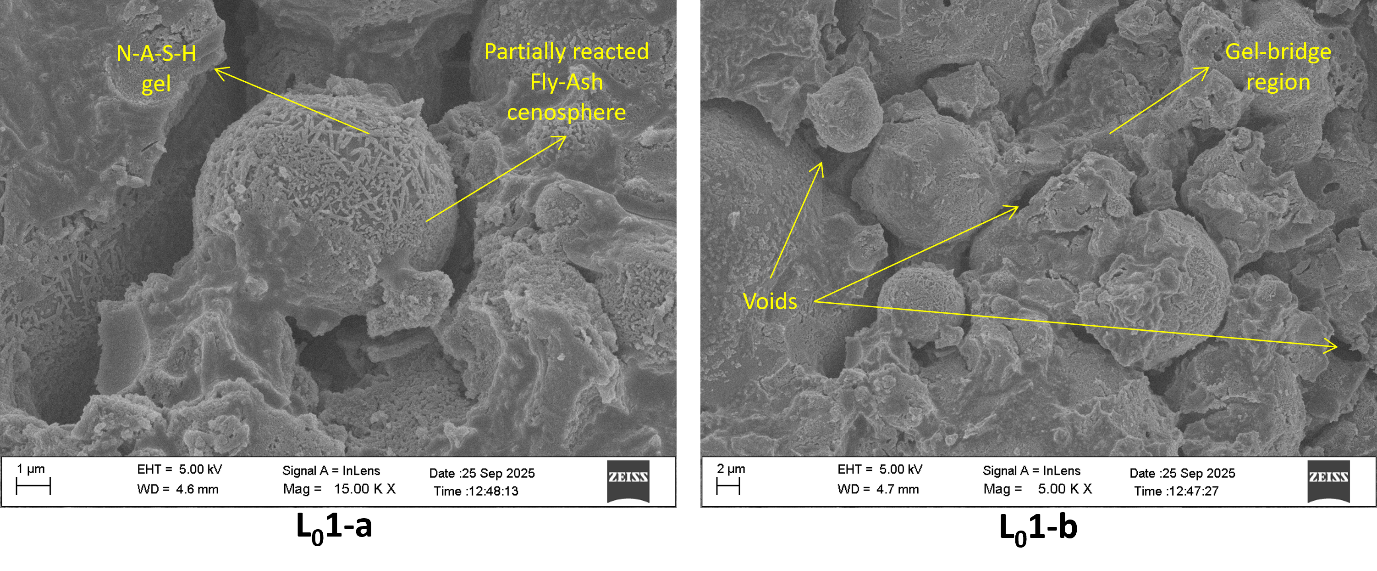 N-A-S-H
gel
Partially reacted
Fly-Ash
cenosphere
1 µm
EHT = 5.00 kV
WD = 4.6 mm
Signal A = InLens
Mag = 15.00 K X
Date :25 Sep 2025
Time :12:48:13
ZEISS
L₀1-a
Gel-bridge
region
Voids
2 µm
EHT = 5.00 kV
WD = 4.7 mm
Signal A = InLens
Mag = 5.00 K X
Date :25 Sep 2025
Time :12:47:27
ZEISS
L₀1-b